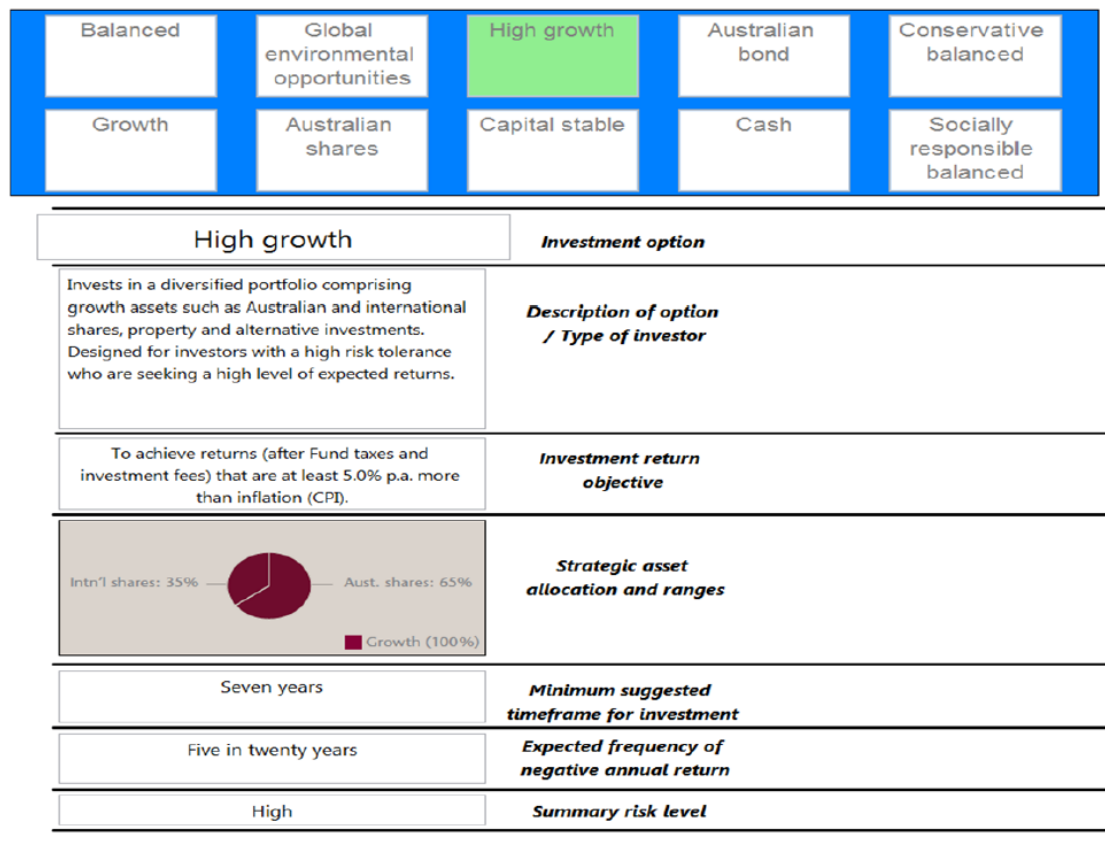 Balanced
Global
environmental
opportunities
High growth
Australian
bond
Conservative
balanced
Growth
Australian
shares
Capital stable
Cash
Socially
responsible
balanced
High growth
Investment option
Invests in a diversified portfolio comprising
growth assets such as Australian and international
shares, property and alternative investments.
Designed for investors with a high risk tolerance
who are seeking a high level of expected returns.
Description of option
/ Type of investor
To achieve returns (after Fund taxes and
investment fees) that are at least 5.0% p.a. more
than inflation (CPI).
Investment return
objective
Intn'l shares: 35%
Aust. shares: 65%
Growth (100%)
Strategic asset
allocation and ranges
Seven years
Minimum suggested
timeframe for investment
Five in twenty years
Expected frequency of
negative annual return
High
Summary risk level